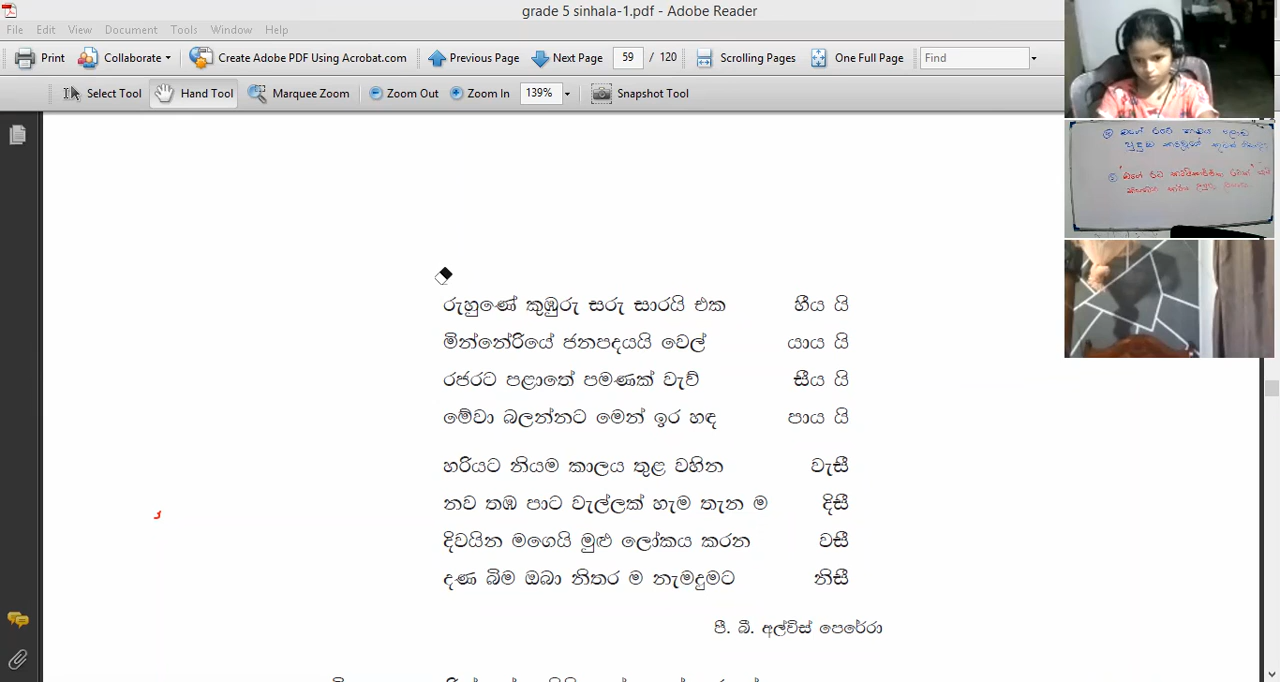 grade 5 sinhala-1.pdf - Adobe Reader
File Edit View Document Tools Window Help
Print Collaborate Create Adobe PDF Using Acrobat.com Previous Page Next Page 59 / 120 Scrolling Pages One Full Page Find
Select Tool Hand Tool Marquee Zoom Zoom Out Zoom In 139% Snapshot Tool
රුහුණේ කුඹුරු සරු සාරයි එක හීය යි
මින්නේරියේ ජනපදයයි වෙල් යාය යි
රජරට පළාතේ පමණක් වැව් සීය යි
මේවා බලන්නට මෙන් ඉර හඳ පාය යි
හරියට නියම කාලය තුළ වහින වැසී
නව තඹ පාට වැල්ලක් හැම තැන ම දිසී
දිවයින මගෙයි මුළු ලෝකය කරන වසී
දණ බිම ඔබා නිතර ම නැමදුමට නිසී
පී. බී. අල්විස් පෙරේරා